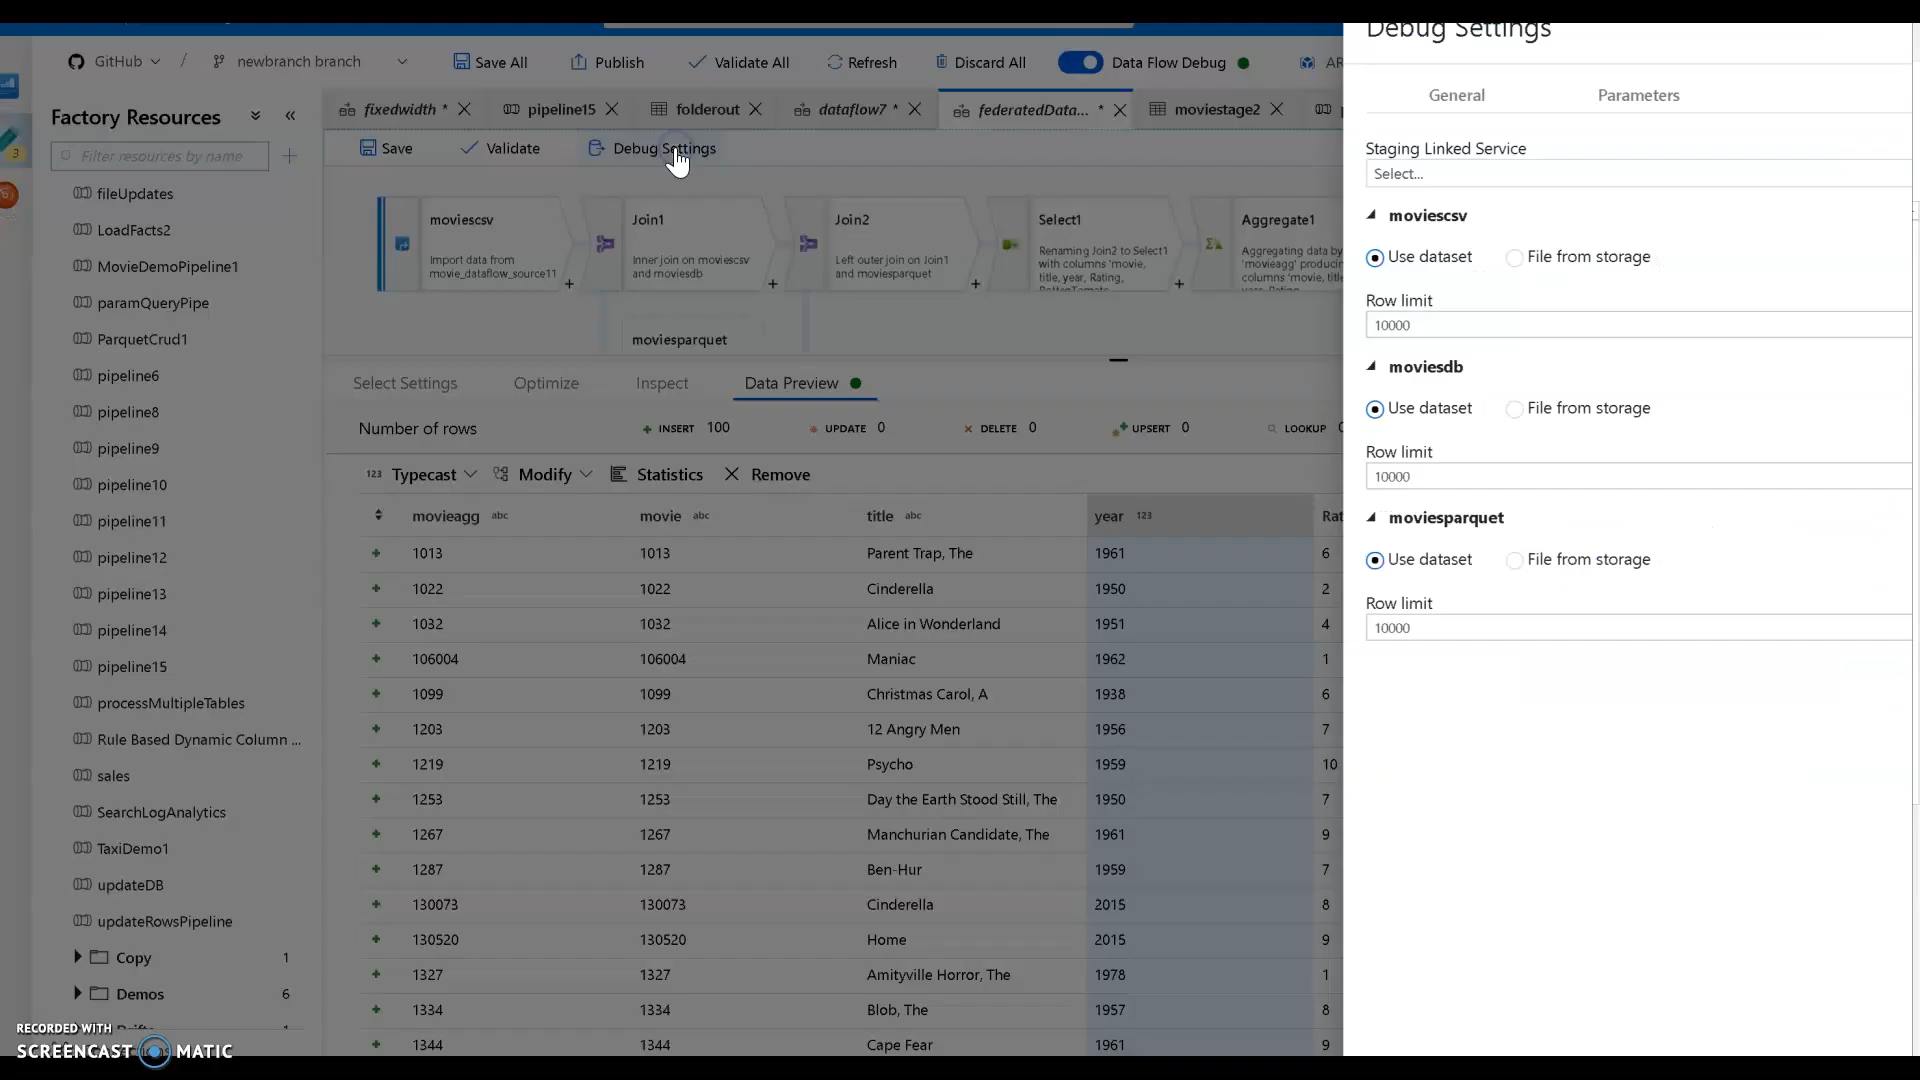 Debug Settings
GitHub / newbranch branch
Save All
Publish
Validate All
Refresh
Discard All
Data Flow Debug
AR
General
Parameters
Factory Resources
Filter resources by name
3
fixedwidth *
pipeline15
folderout
dataflow7 *
federatedData... *
moviestage2
Save
Validate
Debug Settings
Staging Linked Service
Select...
moviescsv
Use dataset
File from storage
Row limit
10000
moviesdb
Use dataset
File from storage
Row limit
10000
moviesparquet
Use dataset
File from storage
Row limit
10000
fileUpdates
LoadFacts2
MovieDemoPipeline1
paramQueryPipe
ParquetCrud1
pipeline6
pipeline8
pipeline9
pipeline10
pipeline11
pipeline12
pipeline13
pipeline14
pipeline15
processMultipleTables
Rule Based Dynamic Column ...
sales
SearchLogAnalytics
TaxiDemo1
updateDB
updateRowsPipeline
Copy 1
Demos 6
moviescsv
Import data from
movie_dataflow_source11
+
Join1
Inner join on moviescsv
and moviesdb
+
Join2
Left outer join on Join1
and moviesparquet
+
Select1
Renaming Join2 to Select1
with columns 'movie,
title, year, Rating,
+
Aggregate1
Aggregating data by
'movieagg' producin
columns 'movie, title
moviesparquet
Select Settings
Optimize
Inspect
Data Preview
Number of rows
+ INSERT 100
* UPDATE 0
× DELETE 0
UPSERT 0
LOOKUP
123 Typecast
Modify
Statistics
Remove
movieagg abc movie abc title abc year 123 Rat
+ 1013 1013 Parent Trap, The 1961 6
+ 1022 1022 Cinderella 1950 2
+ 1032 1032 Alice in Wonderland 1951 4
+ 106004 106004 Maniac 1962 1
+ 1099 1099 Christmas Carol, A 1938 6
+ 1203 1203 12 Angry Men 1956 7
+ 1219 1219 Psycho 1959 10
+ 1253 1253 Day the Earth Stood Still, The 1950 7
+ 1267 1267 Manchurian Candidate, The 1961 9
+ 1287 1287 Ben-Hur 1959 7
+ 130073 130073 Cinderella 2015 8
+ 130520 130520 Home 2015 9
+ 1327 1327 Amityville Horror, The 1978 1
+ 1334 1334 Blob, The 1957 8
+ 1344 1344 Cape Fear 1961 9
RECORDED WITH
SCREENCAST MATIC